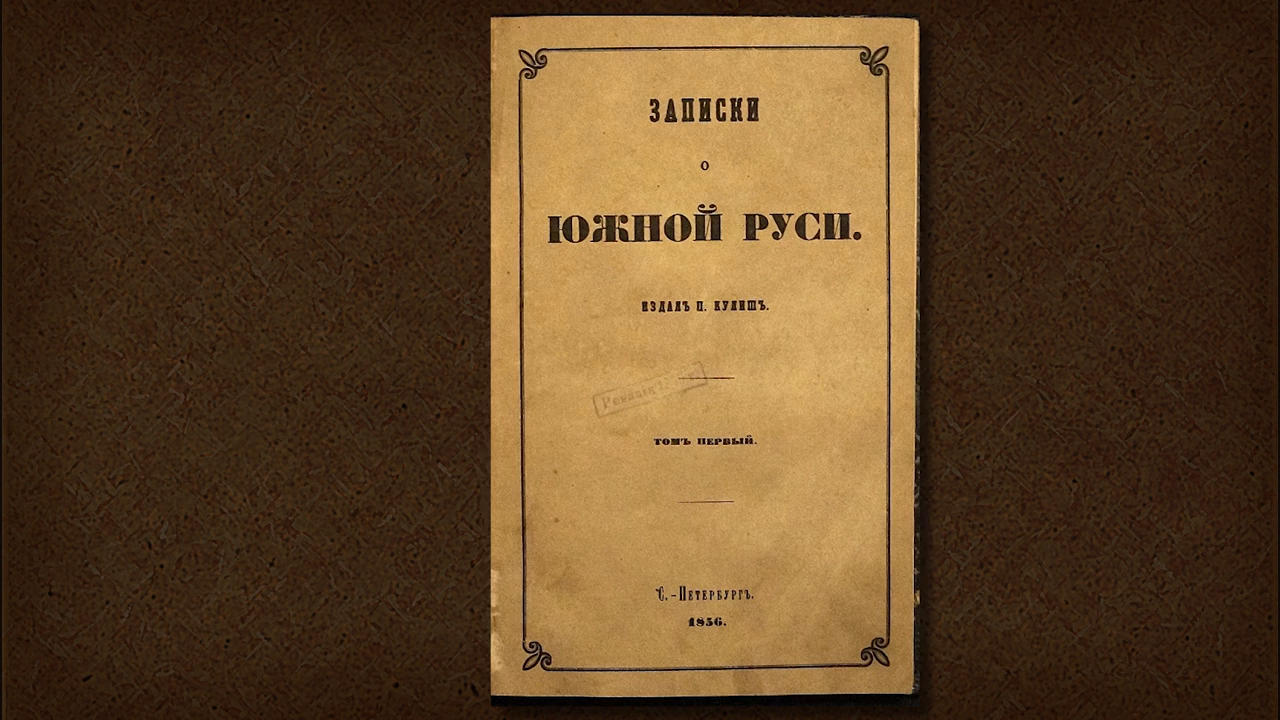 ЗАПИСКИ
О
ЮЖНОЙ РУСИ.
ИЗДАЛЪ П. КУЛИШЪ.
ТОМЪ ПЕРВЫЙ.
С.-ПЕТЕРБУРГЪ.
1856.